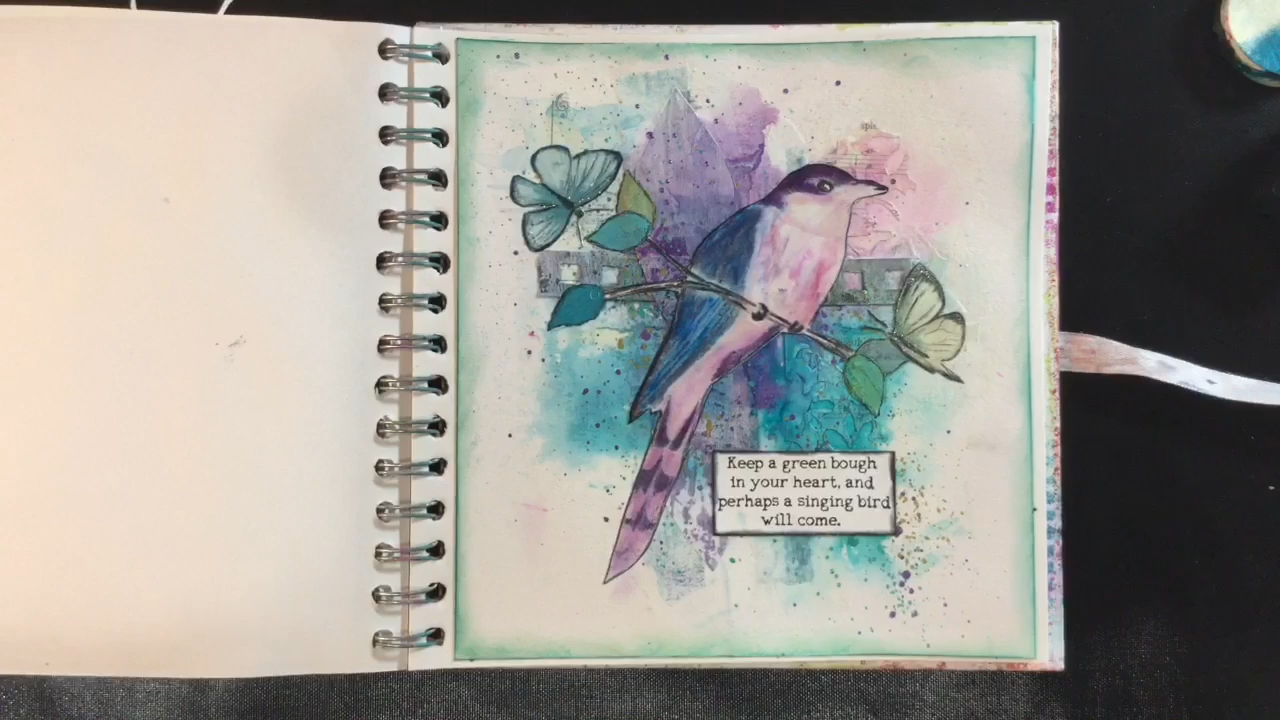 Keep a green bough
in your heart, and
perhaps a singing bird
will come.